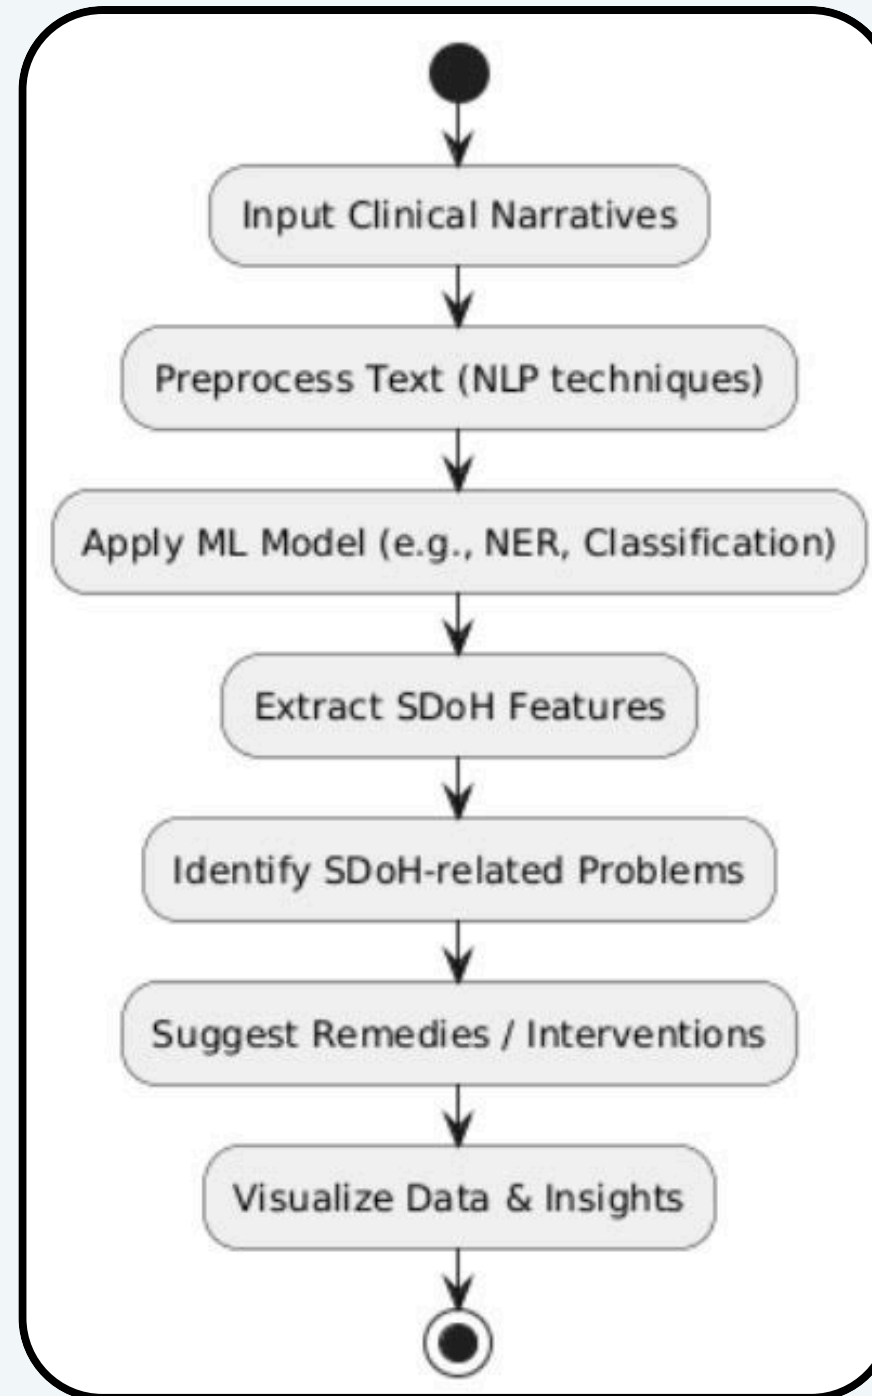 Input Clinical Narratives
Preprocess Text (NLP techniques)
Apply ML Model (e.g., NER, Classification)
Extract SDoH Features
Identify SDoH-related Problems
Suggest Remedies / Interventions
Visualize Data & Insights